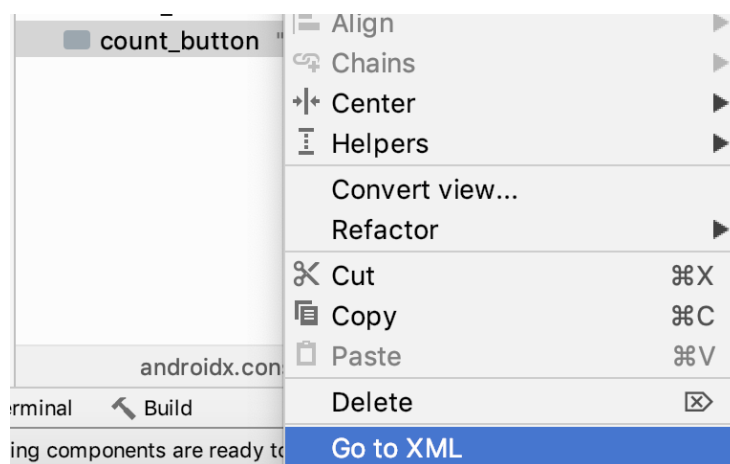 count_button "
Align
Chains
Center
Helpers
Convert view...
Refactor
Cut ⌘X
Copy ⌘C
Paste ⌘V
androidx.con
Delete ⌦
erminal Build
Go to XML
ing components are ready to